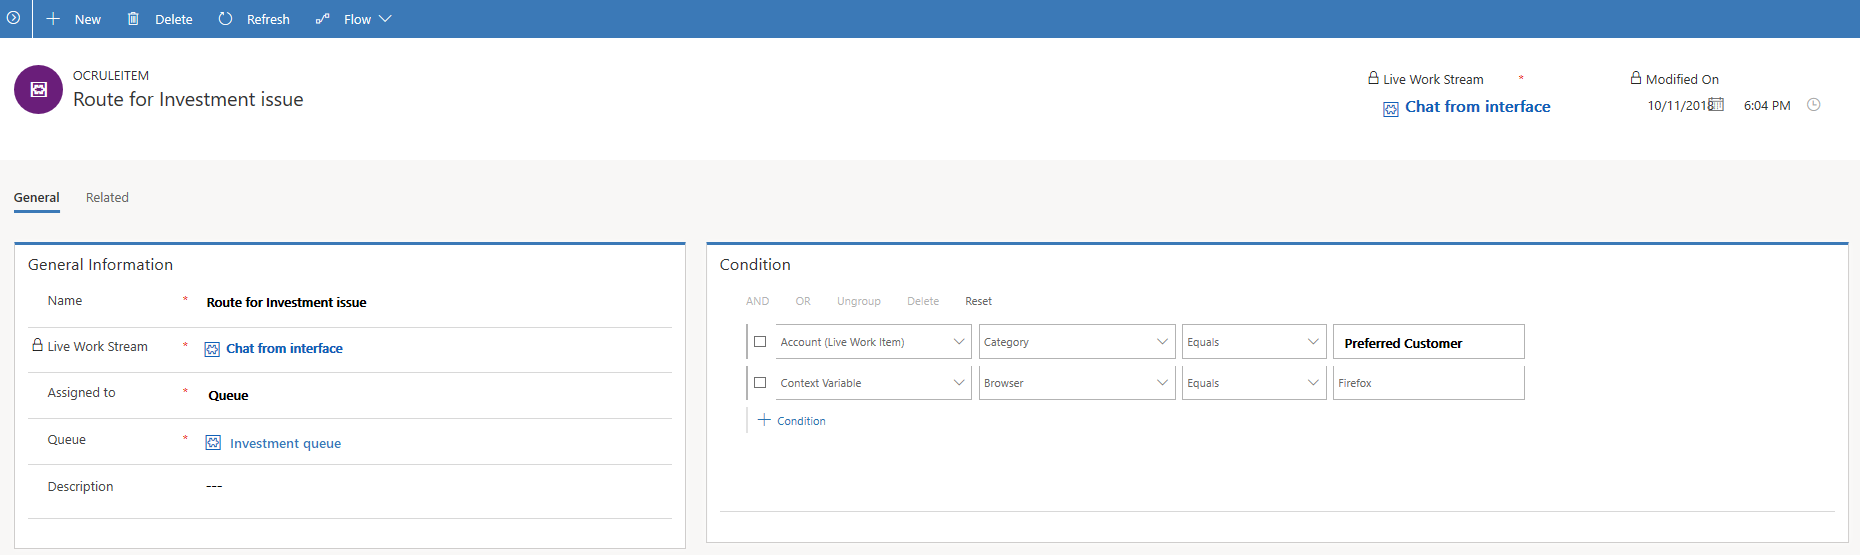 New Delete Refresh Flow
OCRULEITEM
Route for Investment issue
Live Work Stream * Modified On
Chat from interface 10/11/2018 6:04 PM
General Related
General Information
Name * Route for Investment issue
Live Work Stream * Chat from interface
Assigned to * Queue
Queue * Investment queue
Description ---
Condition
AND OR Ungroup Delete Reset
Account (Live Work Item) Category Equals Preferred Customer
Context Variable Browser Equals Firefox
Condition